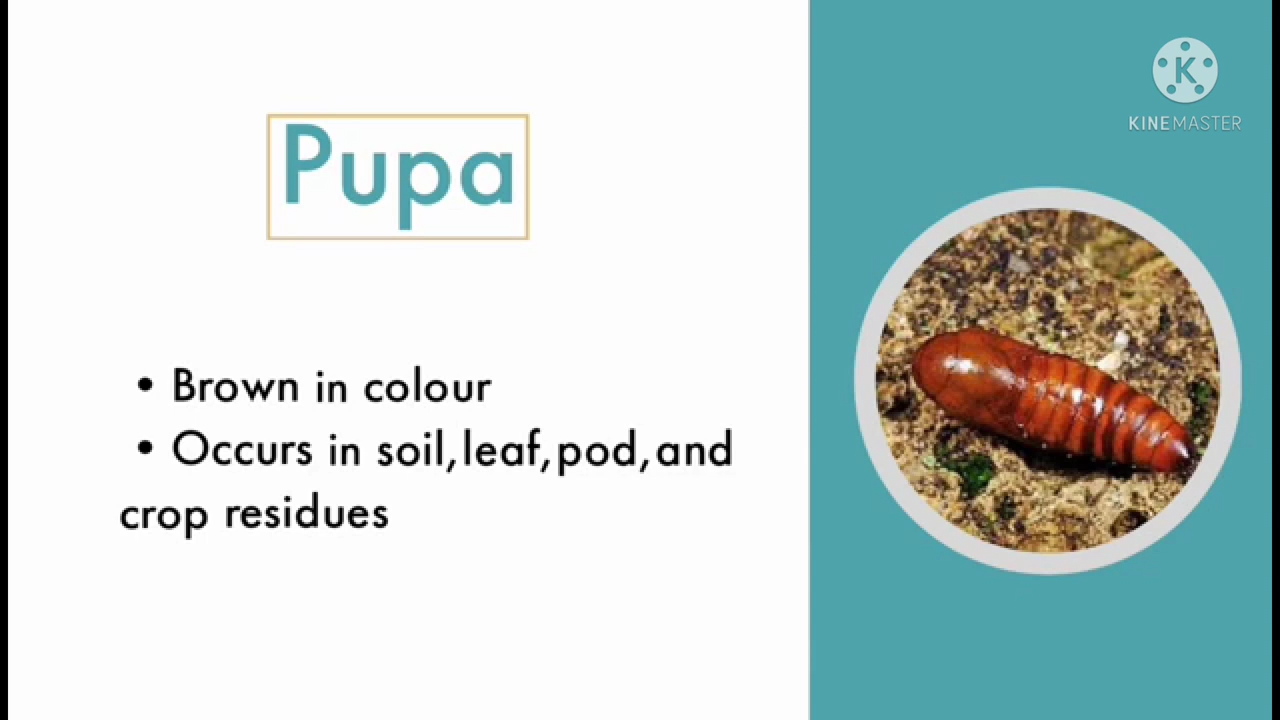 K
KINEMASTER
Pupa
• Brown in colour
• Occurs in soil,leaf,pod,and
crop residues